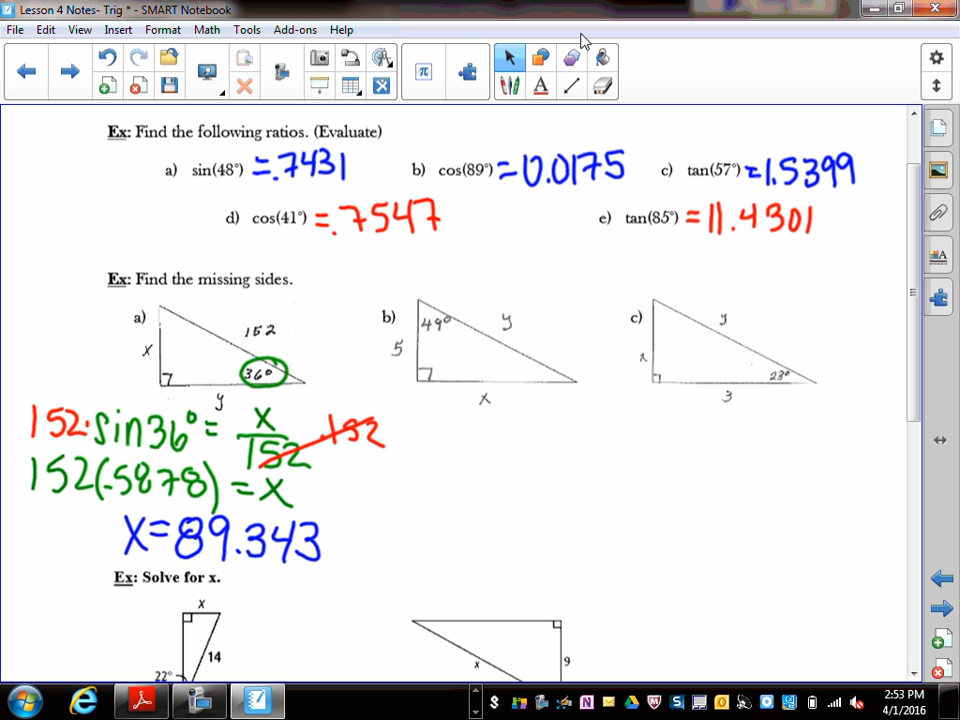 Lesson 4 Notes- Trig * - SMART Notebook
File Edit View Insert Format Math Tools Add-ons Help
Ex: Find the following ratios. (Evaluate)
a) sin(48°) =.7431 b) cos(89°) =0.0175 c) tan(57°) =1.5399
d) cos(41°) =.7547 e) tan(85°) =11.4301
Ex: Find the missing sides.
a) 152 x 36° y
b) 49° y 5 x
c) y x 23° 3
152·sin36° = x/152 ·152
152(.5878) = x
x=89.343
Ex: Solve for x.
x 14 22°
x 9
2:53 PM
4/1/2016